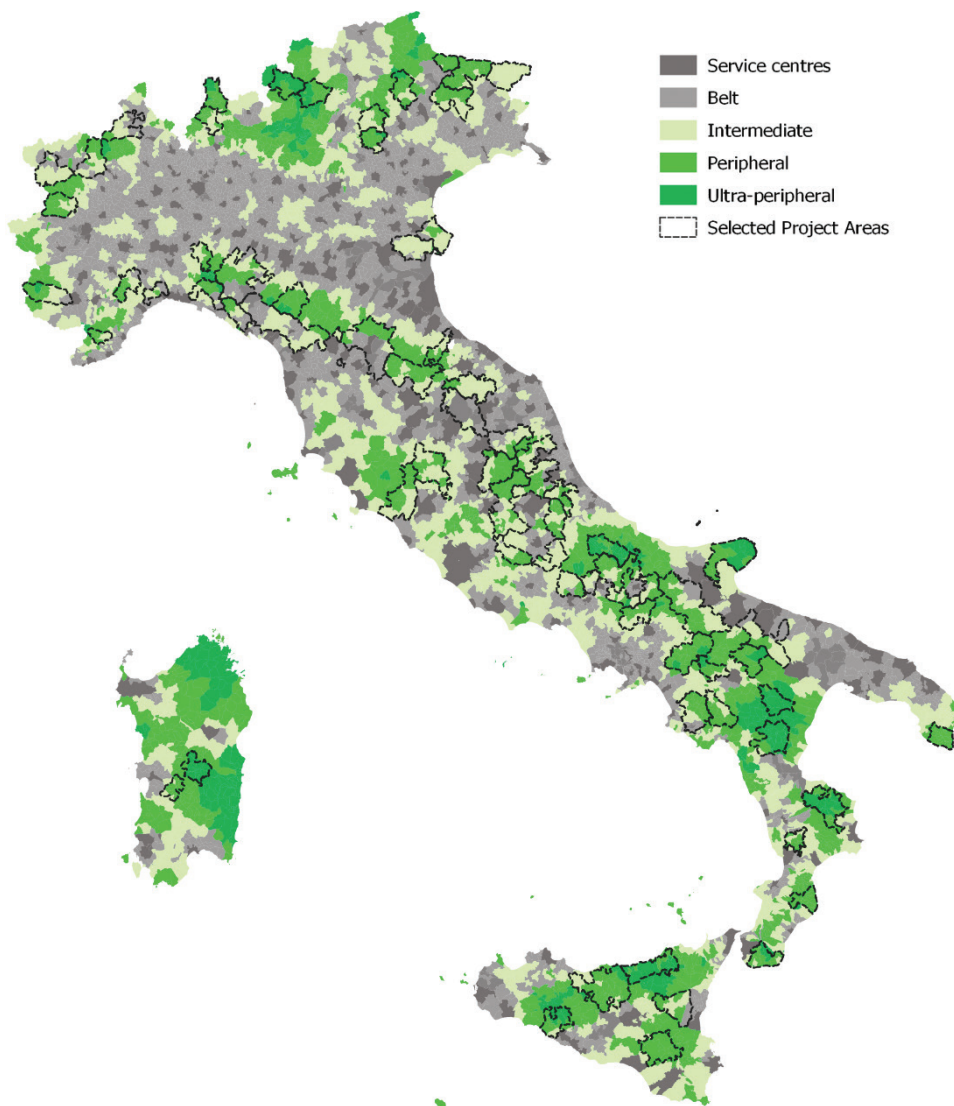 Service centres
Belt
Intermediate
Peripheral
Ultra-peripheral
Selected Project Areas